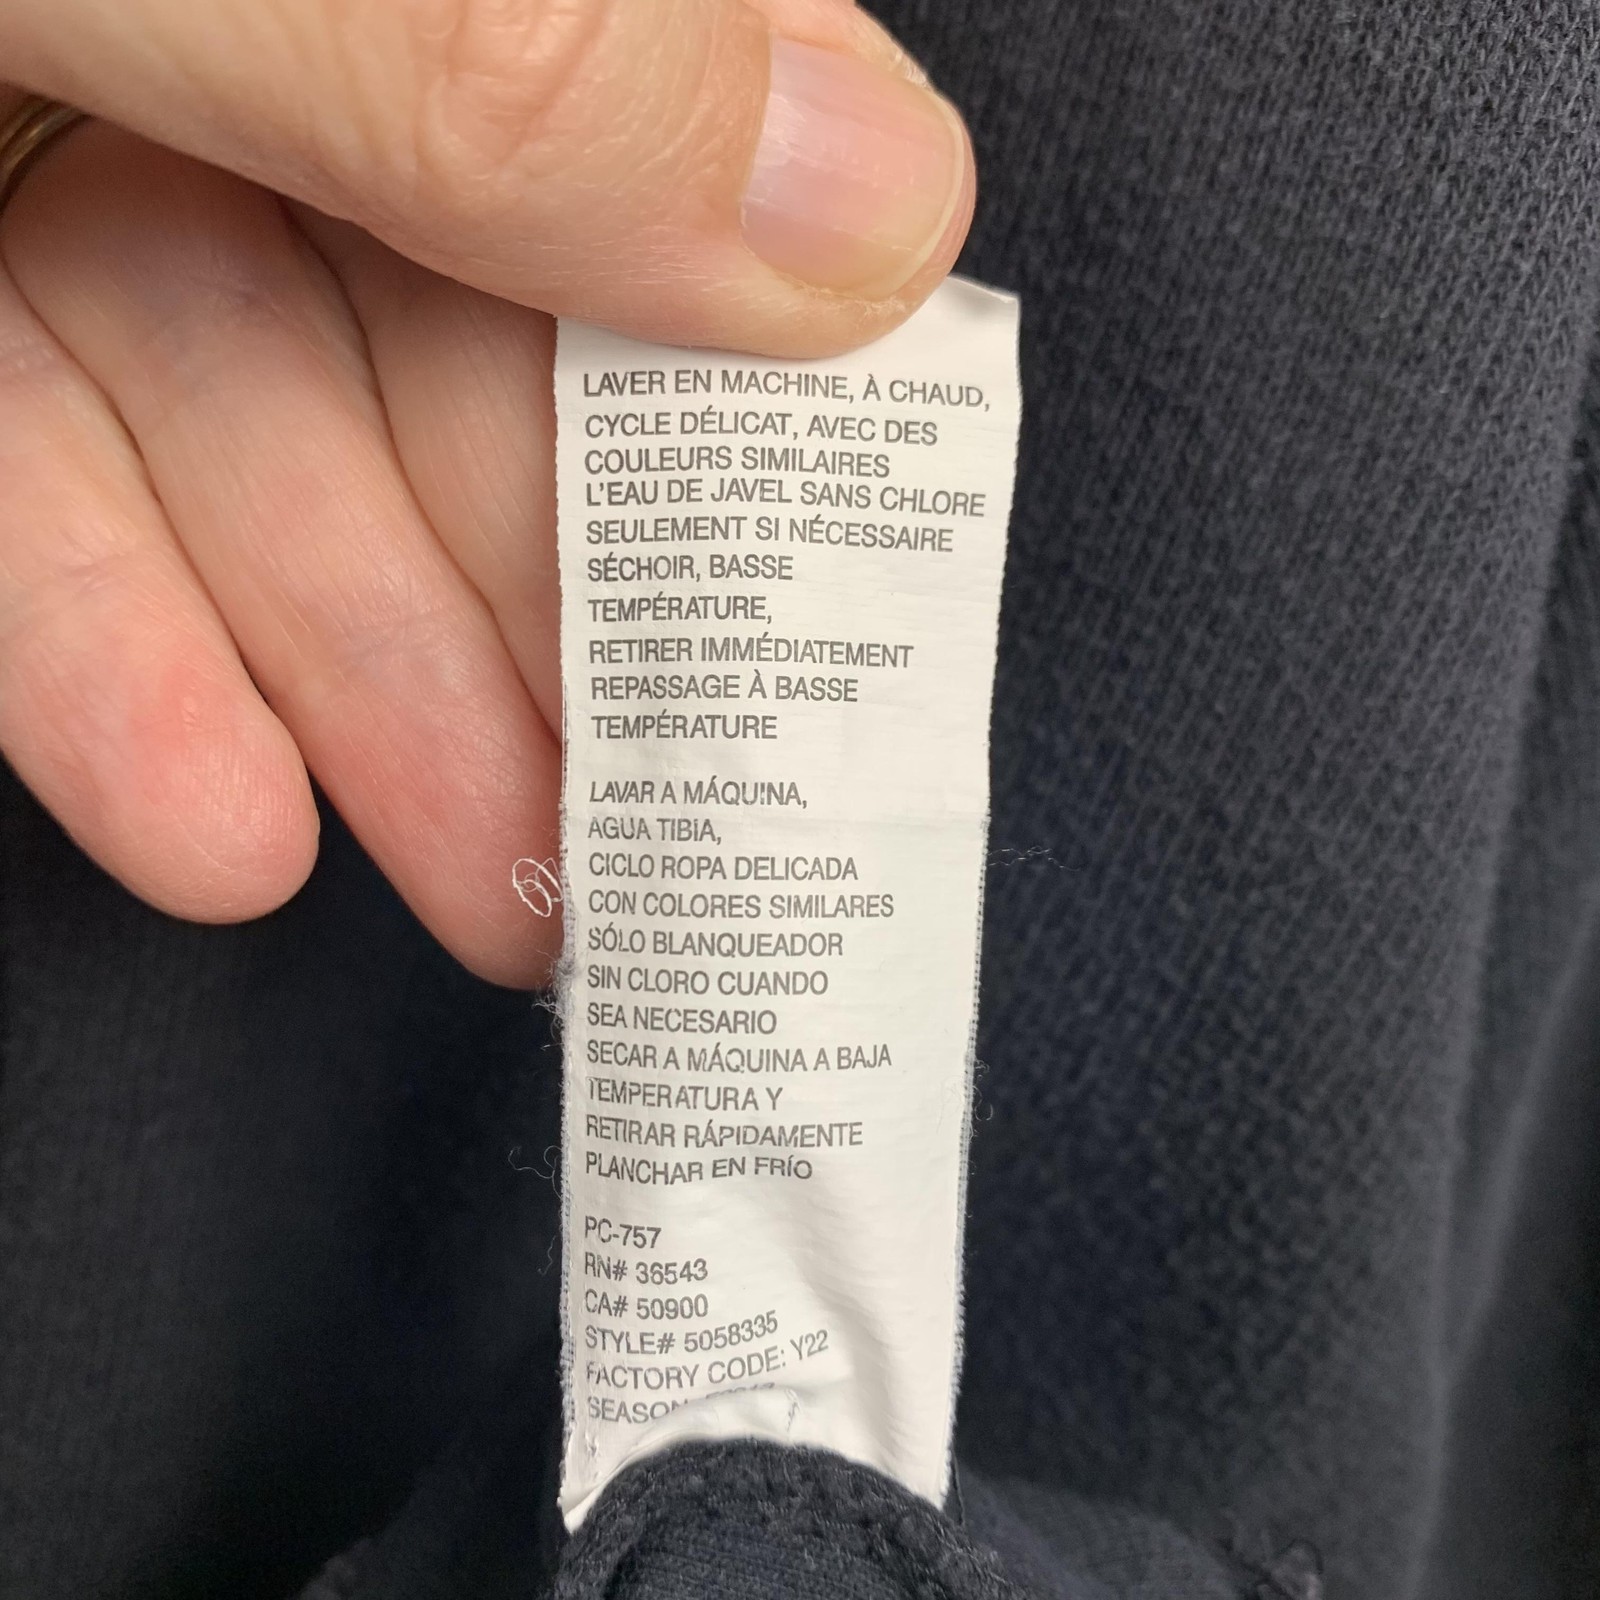 LAVER EN MACHINE, À CHAUD,
CYCLE DÉLICAT, AVEC DES
COULEURS SIMILAIRES
L'EAU DE JAVEL SANS CHLORE
SEULEMENT SI NÉCESSAIRE
SÉCHOIR, BASSE
TEMPÉRATURE,
RETIRER IMMÉDIATEMENT
REPASSAGE À BASSE
TEMPÉRATURE
LAVAR A MÁQUINA,
AGUA TIBIA,
CICLO ROPA DELICADA
CON COLORES SIMILARES
SÓLO BLANQUEADOR
SIN CLORO CUANDO
SEA NECESARIO
SECAR A MÁQUINA A BAJA
TEMPERATURA Y
RETIRAR RÁPIDAMENTE
PLANCHAR EN FRÍO
PC-757
RN# 36543
CA# 50900
STYLE# 5058335
FACTORY CODE: Y22
SEASON